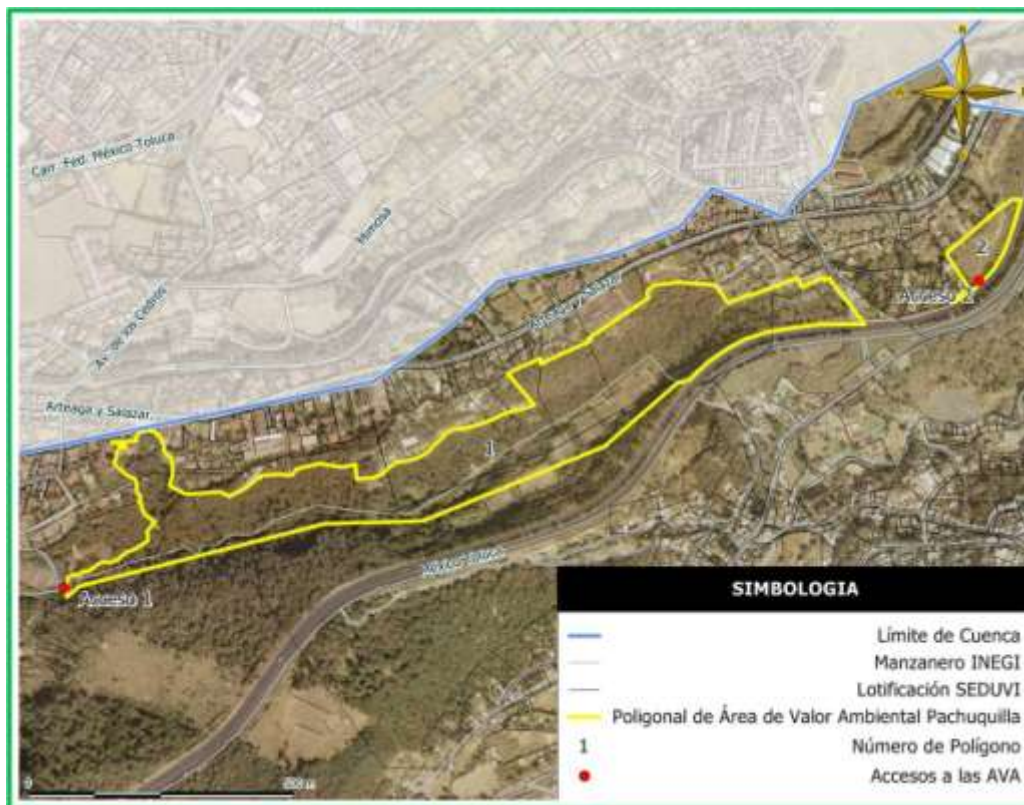 Carr. Fed. México Toluca
Himcha
Av. de los Cedros
Arteaga y Salazar
Arteaga y Salazar
2
Acceso 2
1
Acceso 1
0
SIMBOLOGIA
Límite de Cuenca
Manzanero INEGI
Lotificación SEDUVI
Poligonal de Área de Valor Ambiental Pachuquilla
1 Número de Polígono
Accesos a las AVA